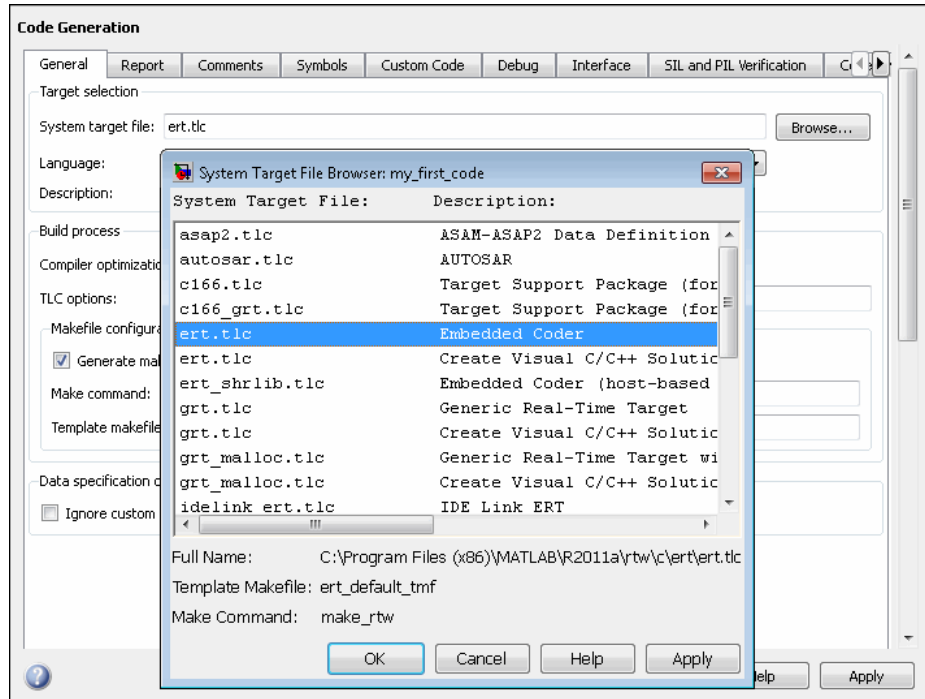 Code Generation
General Report Comments Symbols Custom Code Debug Interface SIL and PIL Verification
Target selection
System target file: ert.tlc Browse...
Language:
Description:
Build process
Compiler optimizatio
TLC options:
Makefile configura
Generate mal
Make command:
Template makefile
Data specification o
Ignore custom
System Target File Browser: my_first_code
System Target File: Description:
asap2.tlc ASAM-ASAP2 Data Definition
autosar.tlc AUTOSAR
c166.tlc Target Support Package (for
c166_grt.tlc Target Support Package (for
ert.tlc Embedded Coder
ert.tlc Create Visual C/C++ Solutic
ert_shrlib.tlc Embedded Coder (host-based
grt.tlc Generic Real-Time Target
grt.tlc Create Visual C/C++ Solutic
grt_malloc.tlc Generic Real-Time Target wi
grt_malloc.tlc Create Visual C/C++ Solutic
idelink_ert.tlc IDE Link ERT
Full Name: C:\Program Files (x86)\MATLAB\R2011a\rtw\c\ert\ert.tlc
Template Makefile: ert_default_tmf
Make Command: make_rtw
OK Cancel Help Apply
elp Apply